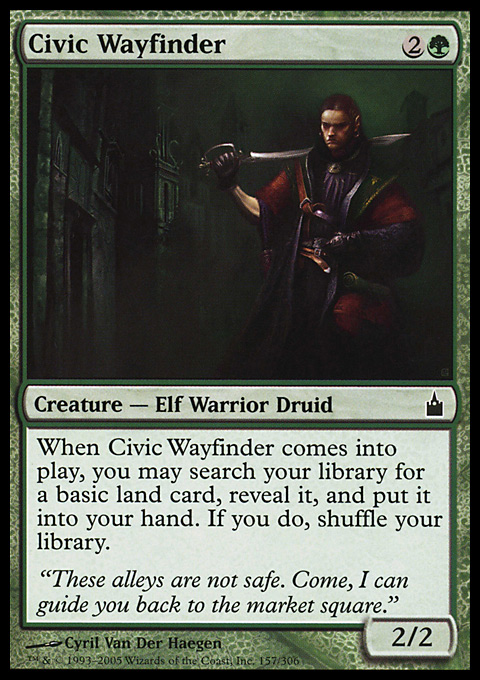 Civic Wayfinder 2
Creature — Elf Warrior Druid
When Civic Wayfinder comes into
play, you may search your library for
a basic land card, reveal it, and put it
into your hand. If you do, shuffle your
library.
“These alleys are not safe. Come, I can
guide you back to the market square.”
Cyril Van Der Haegen
2/2
™ & © 1993–2005 Wizards of the Coast, Inc. 157/306